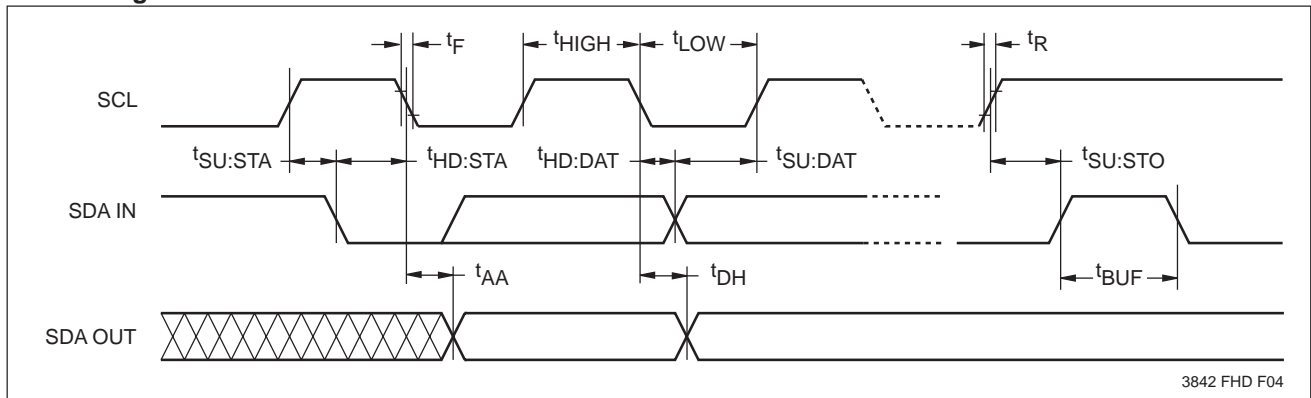 tF
tHIGH
tLOW
tR
SCL
tSU:STA
tHD:STA
tHD:DAT
tSU:DAT
tSU:STO
SDA IN
tAA
tDH
tBUF
SDA OUT
3842 FHD F04